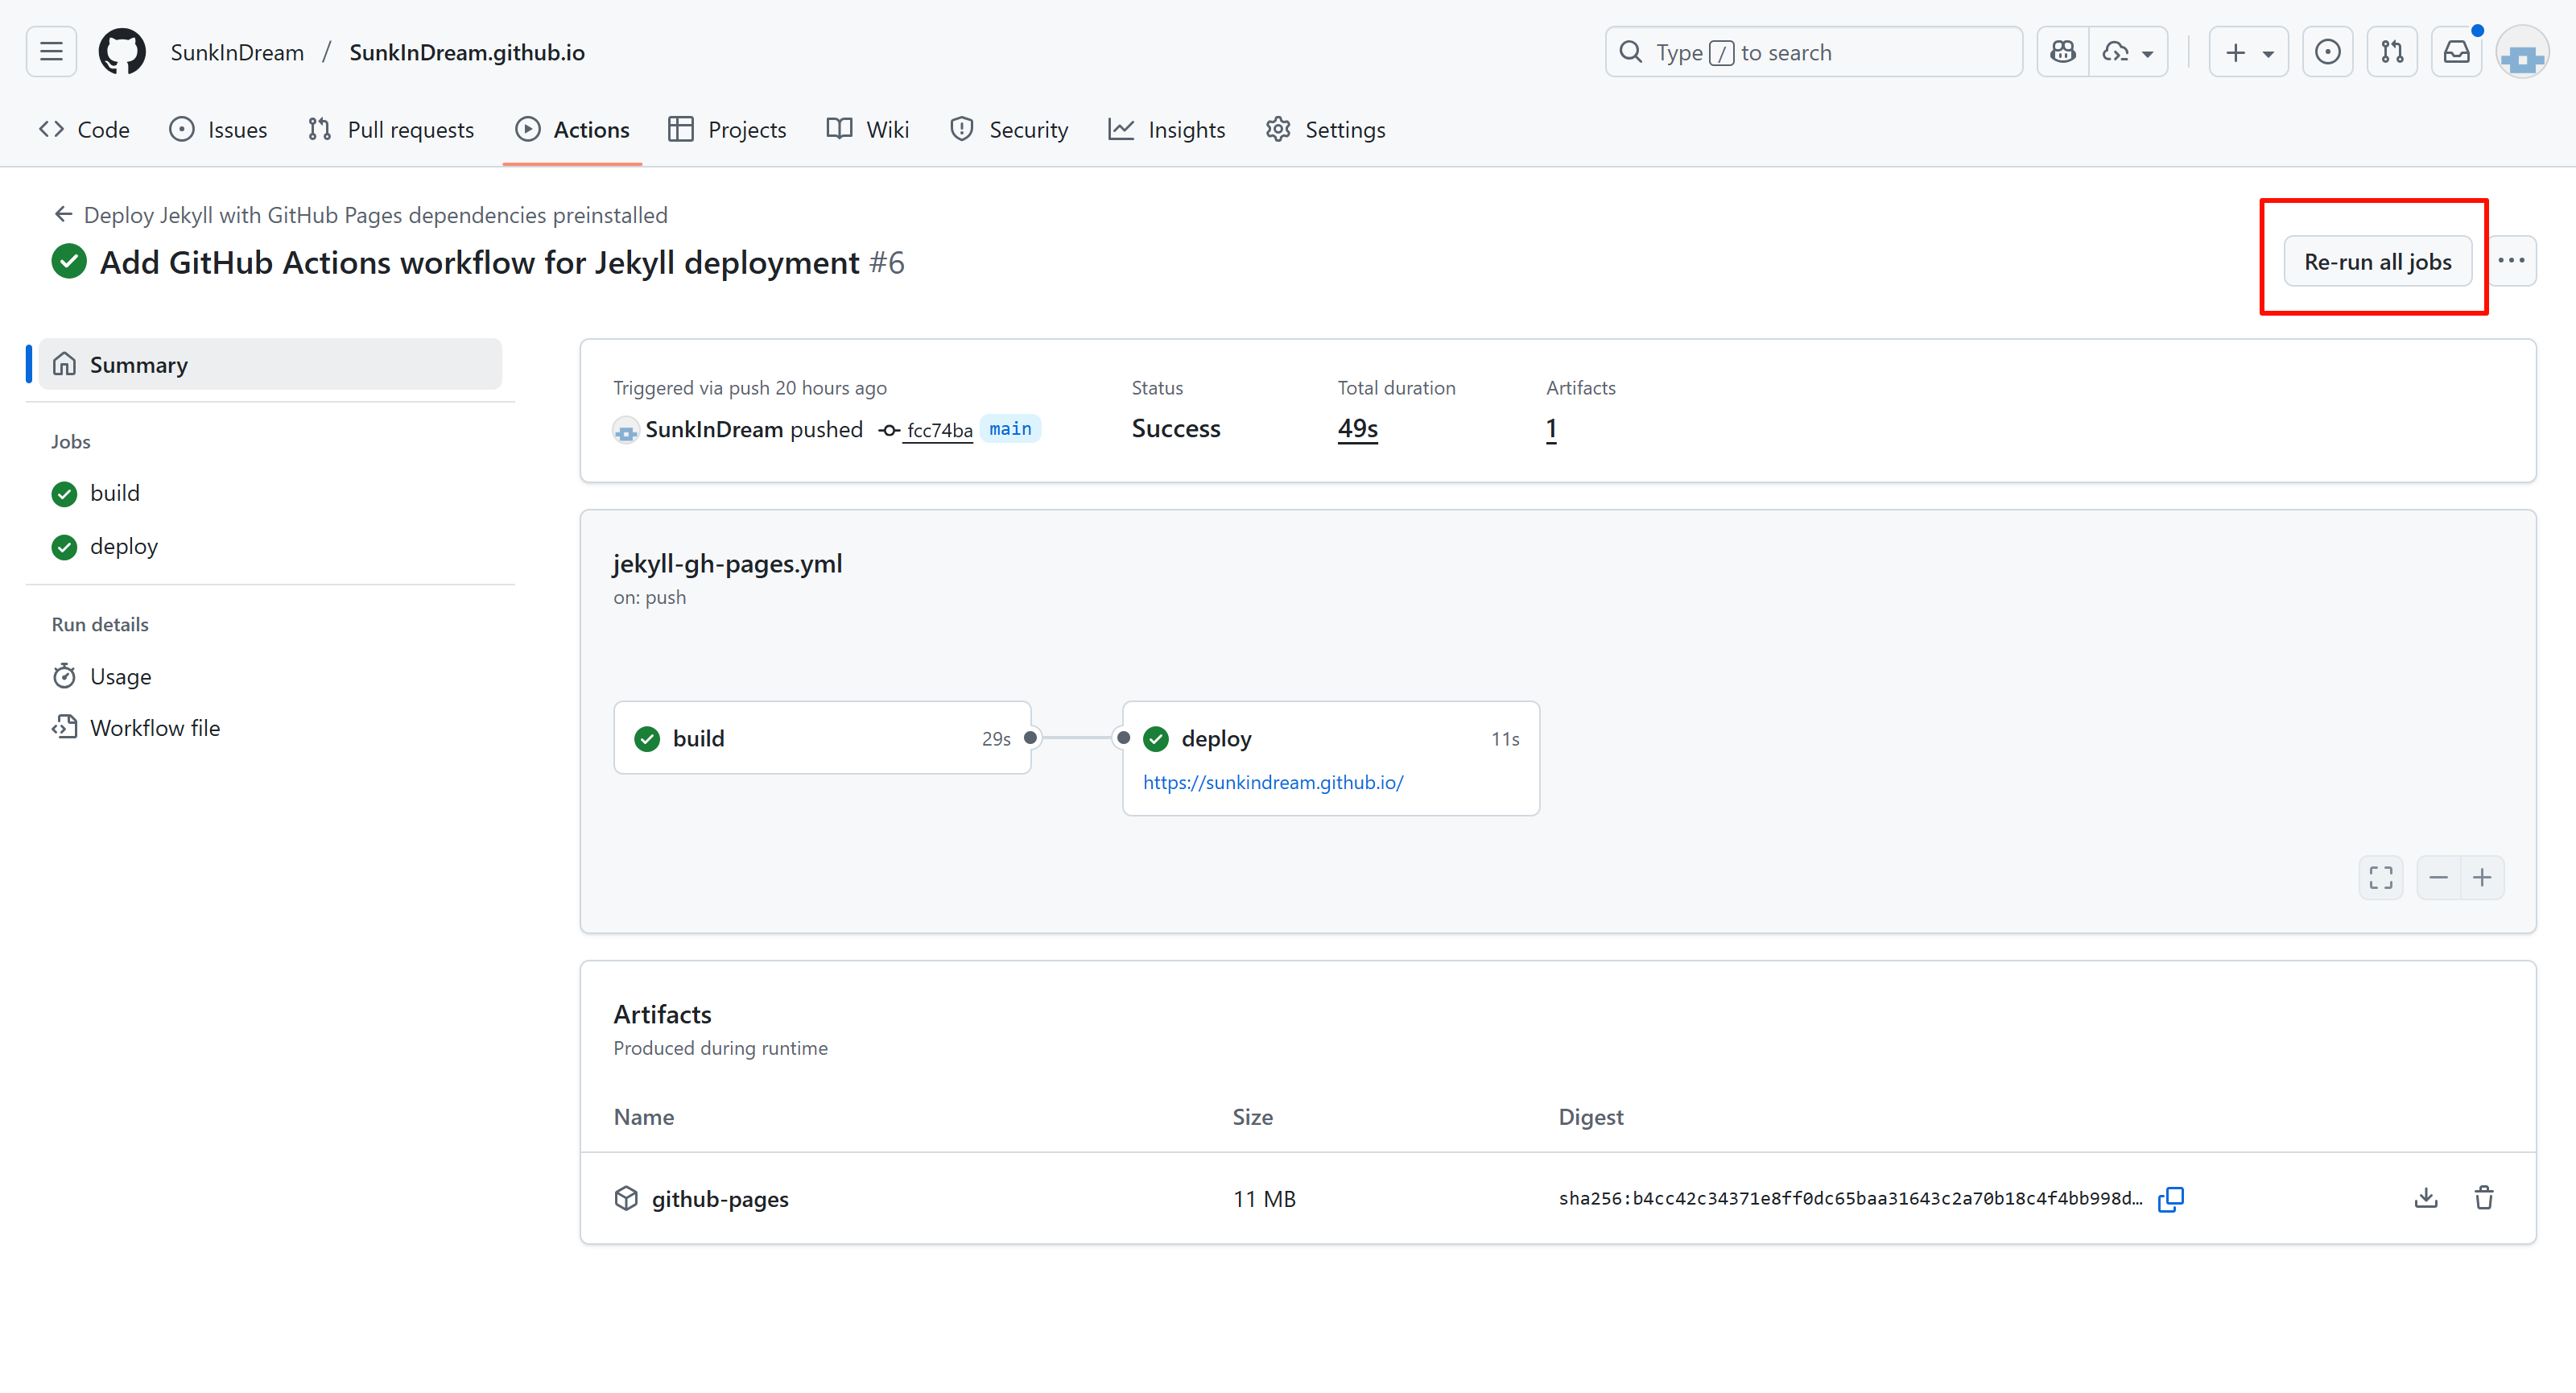 SunkInDream / SunkInDream.github.io
Type / to search
Code Issues Pull requests Actions Projects Wiki Security Insights Settings
Deploy Jekyll with GitHub Pages dependencies preinstalled
Add GitHub Actions workflow for Jekyll deployment #6
Re-run all jobs
Summary
Jobs
build
deploy
Run details
Usage
Workflow file
Triggered via push 20 hours ago
SunkInDream pushed fcc74ba main
Status
Success
Total duration
49s
Artifacts
1
jekyll-gh-pages.yml
on: push
build 29s
deploy 11s
https://sunkindream.github.io/
Artifacts
Produced during runtime
Name Size Digest
github-pages 11 MB sha256:b4cc42c34371e8ff0dc65baa31643c2a70b18c4f4bb998d…